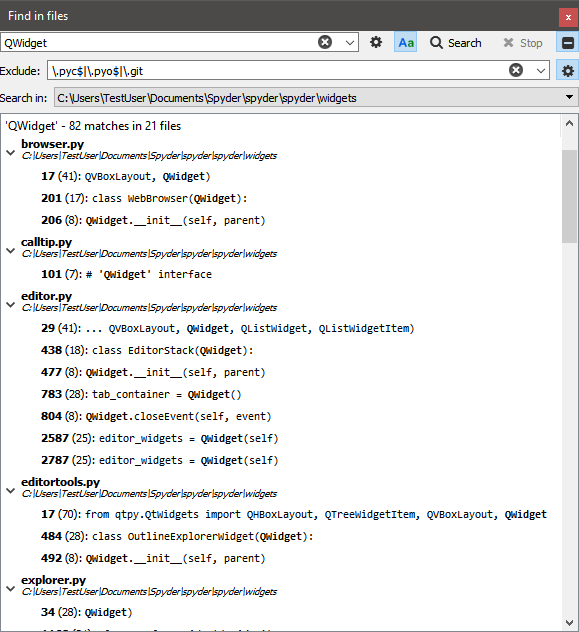 Find in files
QWidget
Aa Search Stop
Exclude: \.pyc$|\.pyo$|\.git
Search in: C:\Users\TestUser\Documents\Spyder\spyder\spyder\widgets
'QWidget' - 82 matches in 21 files
browser.py
C:\Users\TestUser\Documents\Spyder\spyder\spyder\widgets
17 (41): QVBoxLayout, QWidget)
201 (17): class WebBrowser(QWidget):
206 (8): QWidget.__init__(self, parent)
calltip.py
C:\Users\TestUser\Documents\Spyder\spyder\spyder\widgets
101 (7): # 'QWidget' interface
editor.py
C:\Users\TestUser\Documents\Spyder\spyder\spyder\widgets
29 (41): ... QVBoxLayout, QWidget, QListWidget, QListWidgetItem)
438 (18): class EditorStack(QWidget):
477 (8): QWidget.__init__(self, parent)
783 (28): tab_container = QWidget()
804 (8): QWidget.closeEvent(self, event)
2587 (25): editor_widgets = QWidget(self)
2787 (25): editor_widgets = QWidget(self)
editortools.py
C:\Users\TestUser\Documents\Spyder\spyder\spyder\widgets
17 (70): from qtpy.QtWidgets import QHBoxLayout, QTreeWidgetItem, QVBoxLayout, QWidget
484 (28): class OutlineExplorerWidget(QWidget):
492 (8): QWidget.__init__(self, parent)
explorer.py
C:\Users\TestUser\Documents\Spyder\spyder\spyder\widgets
34 (28): QWidget)